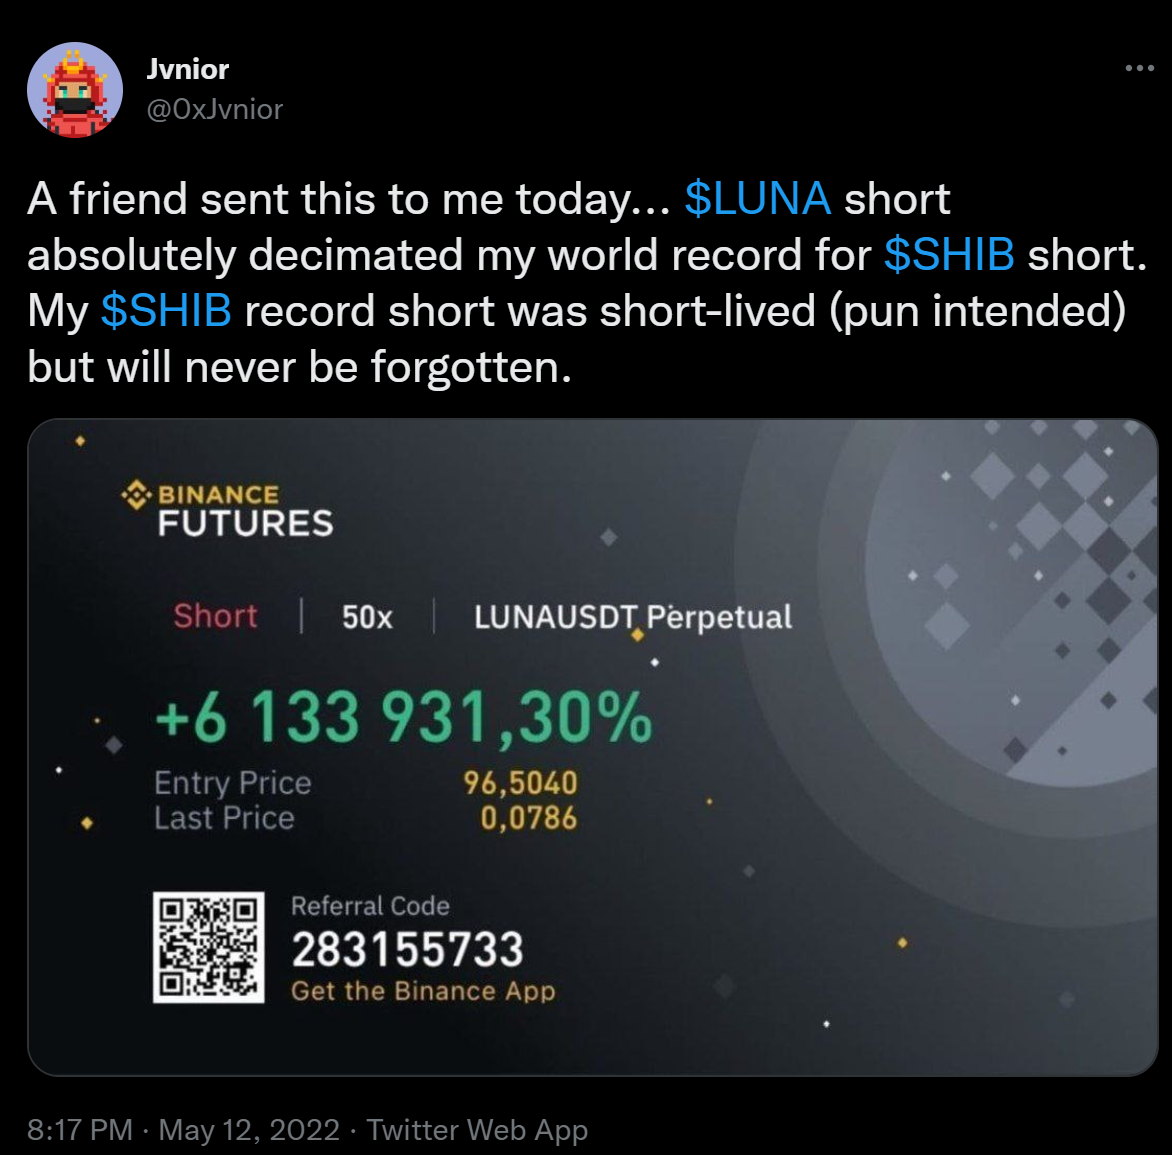 Jvnior
@0xJvnior
A friend sent this to me today... $LUNA short
absolutely decimated my world record for $SHIB short.
My $SHIB record short was short-lived (pun intended)
but will never be forgotten.
BINANCE
FUTURES
Short | 50x | LUNAUSDT Perpetual
+6 133 931,30%
Entry Price 96,5040
Last Price 0,0786
Referral Code
283155733
Get the Binance App
8:17 PM · May 12, 2022 · Twitter Web App